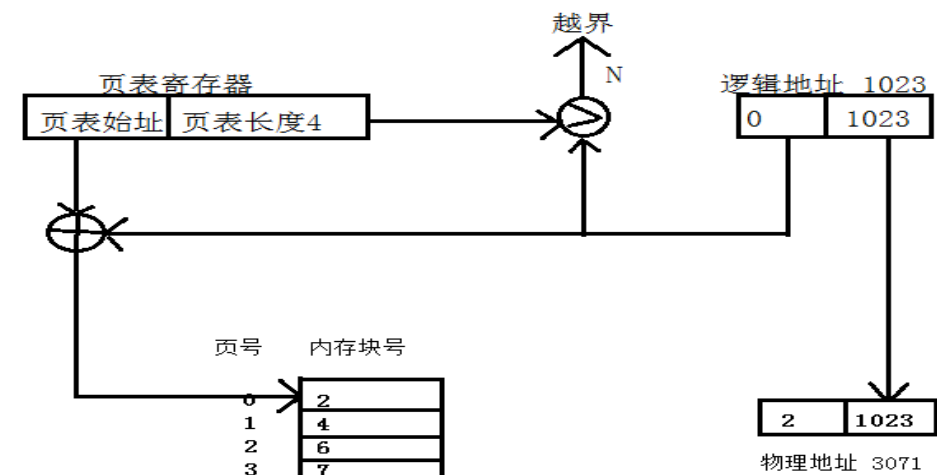 越界
N
页表寄存器
逻辑地址 1023
页表始址 页表长度4
>
0 1023
页号 内存块号
0 2
1 4
2 6
3 7
2 1023
物理地址 3071